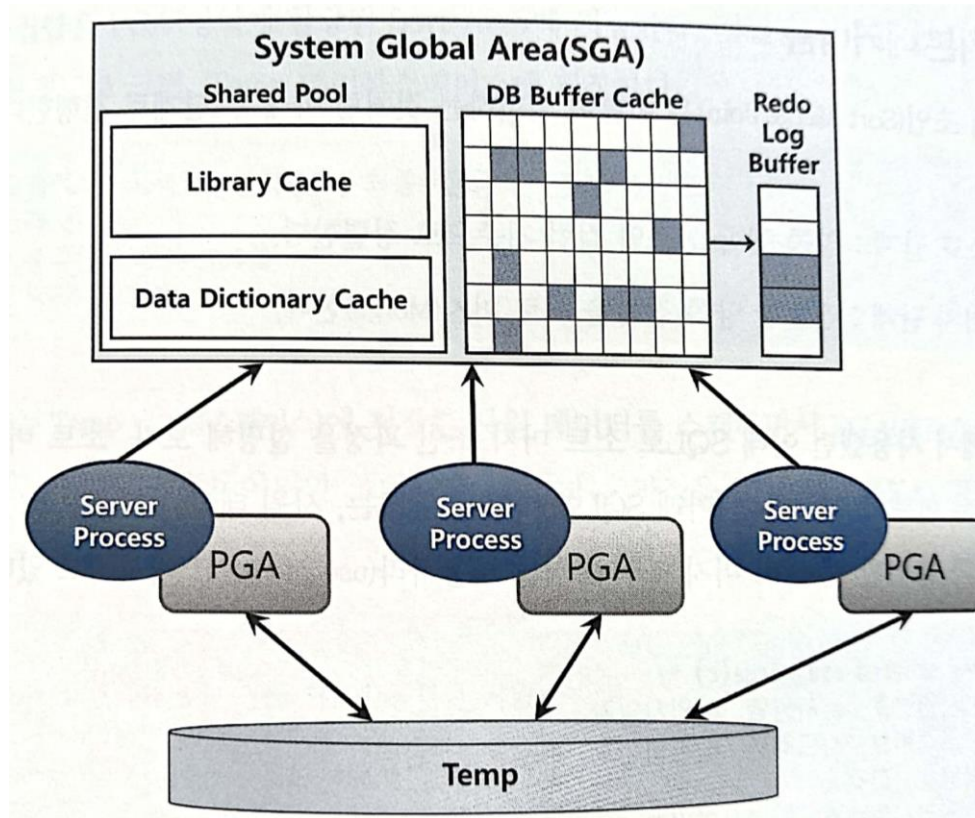 System Global Area(SGA)
Shared Pool
DB Buffer Cache
Redo
Log
Buffer
Library Cache
Data Dictionary Cache
Server
Process
PGA
Server
Process
PGA
Server
Process
PGA
Temp